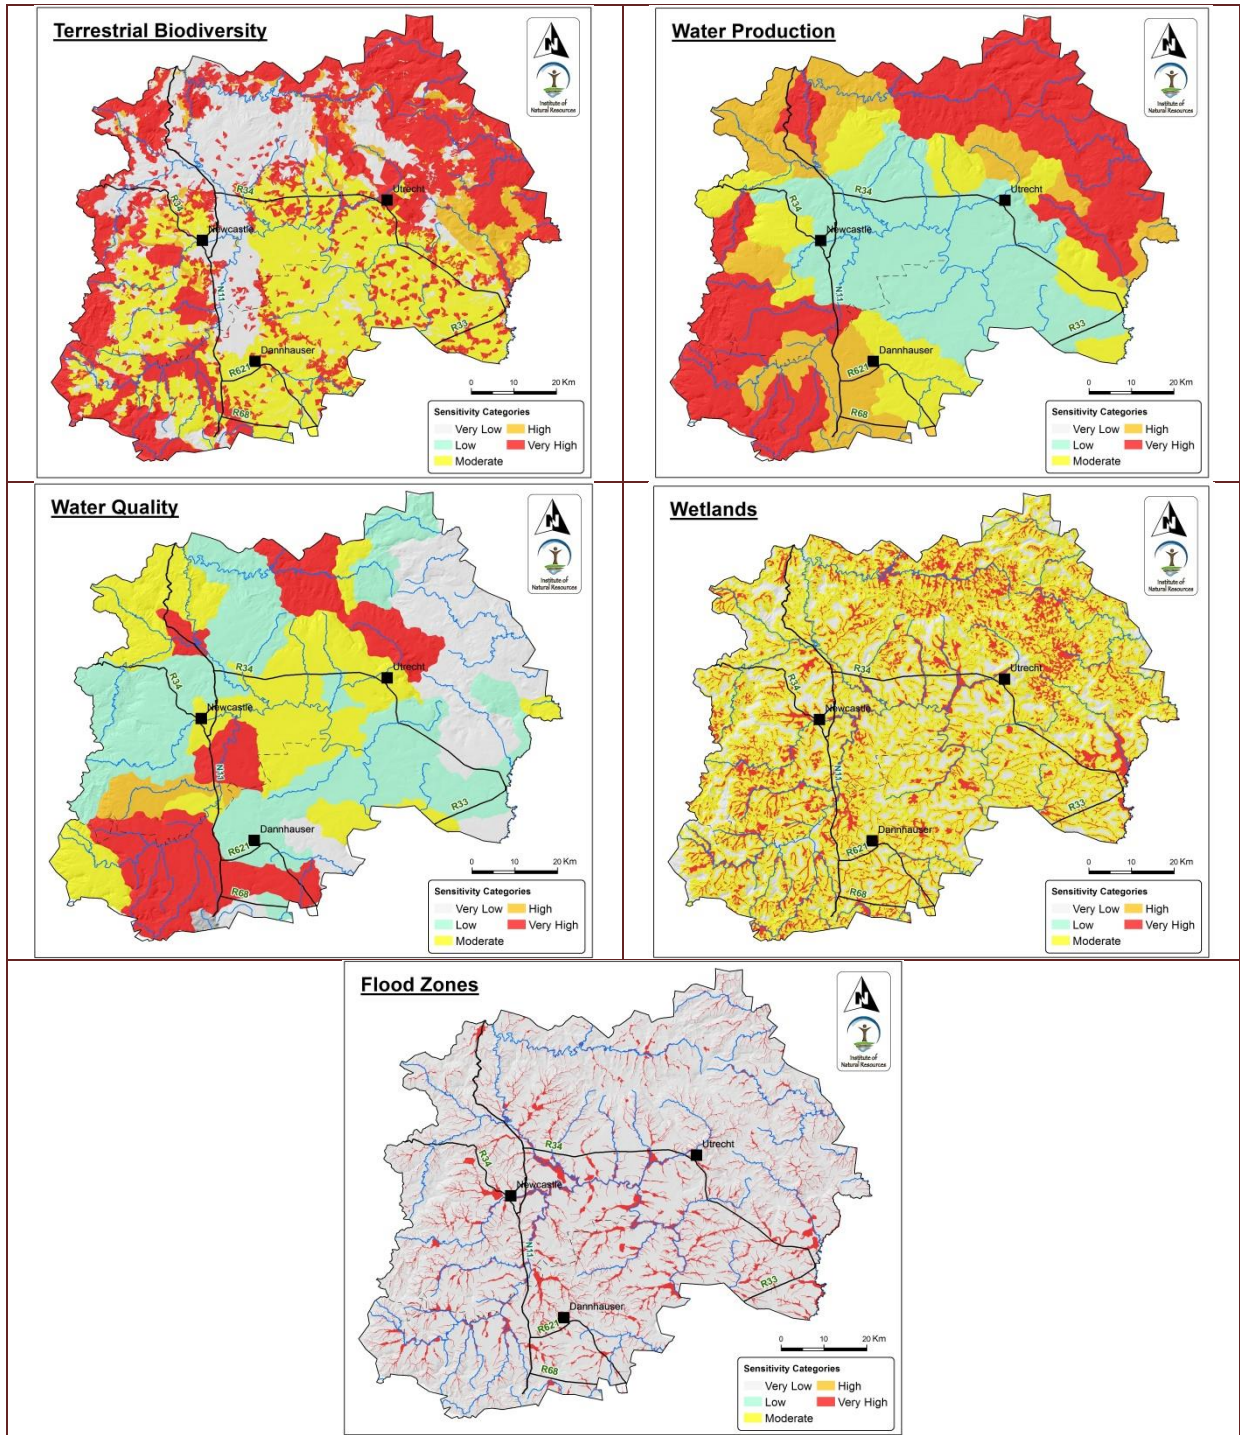 Terrestrial Biodiversity
N
Institute of
Natural Resources
R34
R34
Utrecht
Newcastle
N11
R33
Dannhauser
R621
R68
0 10 20 Km
Sensitivity Categories
Very Low High
Low Very High
Moderate
Water Production
N
Institute of
Natural Resources
R34
R34
Utrecht
Newcastle
N11
R33
Dannhauser
R621
R68
0 10 20 Km
Sensitivity Categories
Very Low High
Low Very High
Moderate
Water Quality
N
Institute of
Natural Resources
R34
R34
Utrecht
Newcastle
N11
R33
Dannhauser
R621
R68
0 10 20 Km
Sensitivity Categories
Very Low High
Low Very High
Moderate
Wetlands
N
Institute of
Natural Resources
R34
R34
Utrecht
Newcastle
N11
R33
Dannhauser
R621
R68
0 10 20 Km
Sensitivity Categories
Very Low High
Low Very High
Moderate
Flood Zones
N
Institute of
Natural Resources
R34
R34
Utrecht
Newcastle
N11
R33
Dannhauser
R621
R68
0 10 20 Km
Sensitivity Categories
Very Low High
Low Very High
Moderate